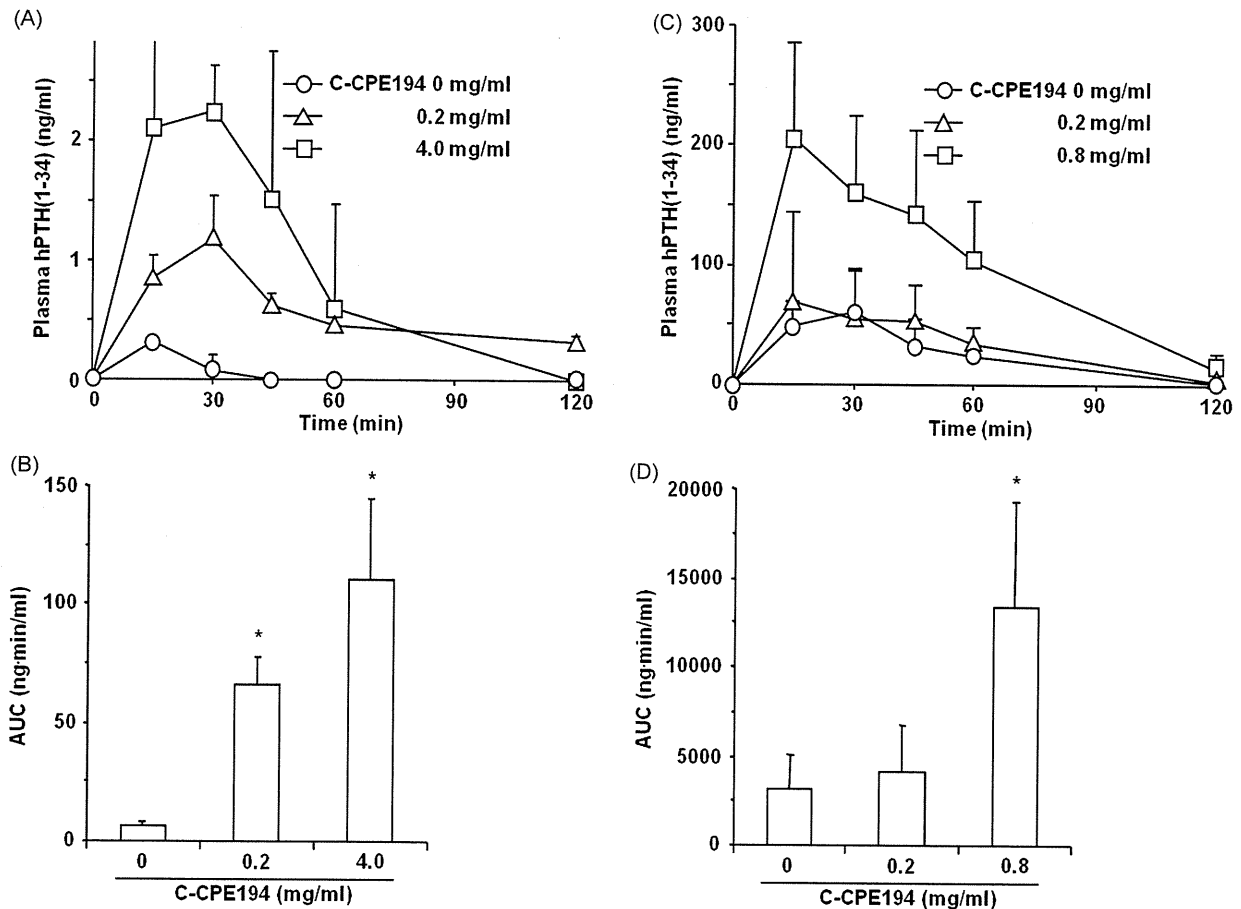 (A)
Plasma hPTH(1-34) (ng/ml)
2
1
0
C-CPE194 0 mg/ml
0.2 mg/ml
4.0 mg/ml
0 30 60 90 120
Time (min)
(C)
Plasma hPTH(1-34) (ng/ml)
300
200
100
0
C-CPE194 0 mg/ml
0.2 mg/ml
0.8 mg/ml
0 30 60 90 120
Time (min)
(B)
AUC (ng·min/ml)
150
100
50
0
*
*
0 0.2 4.0
C-CPE194 (mg/ml)
(D)
AUC (ng·min/ml)
20000
15000
10000
5000
0
*
0 0.2 0.8
C-CPE194 (mg/ml)